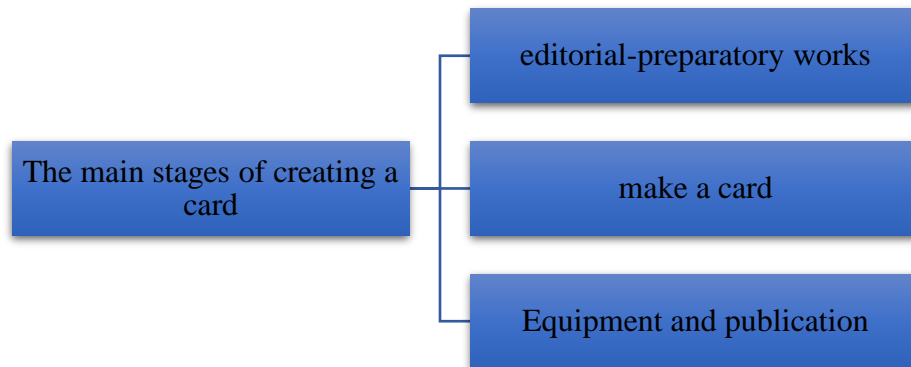 The main stages of creating a
card
editorial-preparatory works
make a card
Equipment and publication